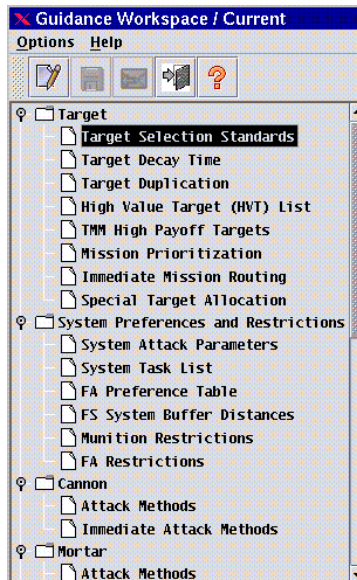 Guidance Workspace / Current
Options Help
Target
Target Selection Standards
Target Decay Time
Target Duplication
High Value Target (HVT) List
TMM High Payoff Targets
Mission Prioritization
Immediate Mission Routing
Special Target Allocation
System Preferences and Restrictions
System Attack Parameters
System Task List
FA Preference Table
FS System Buffer Distances
Munition Restrictions
FA Restrictions
Cannon
Attack Methods
Immediate Attack Methods
Mortar
Attack Methods